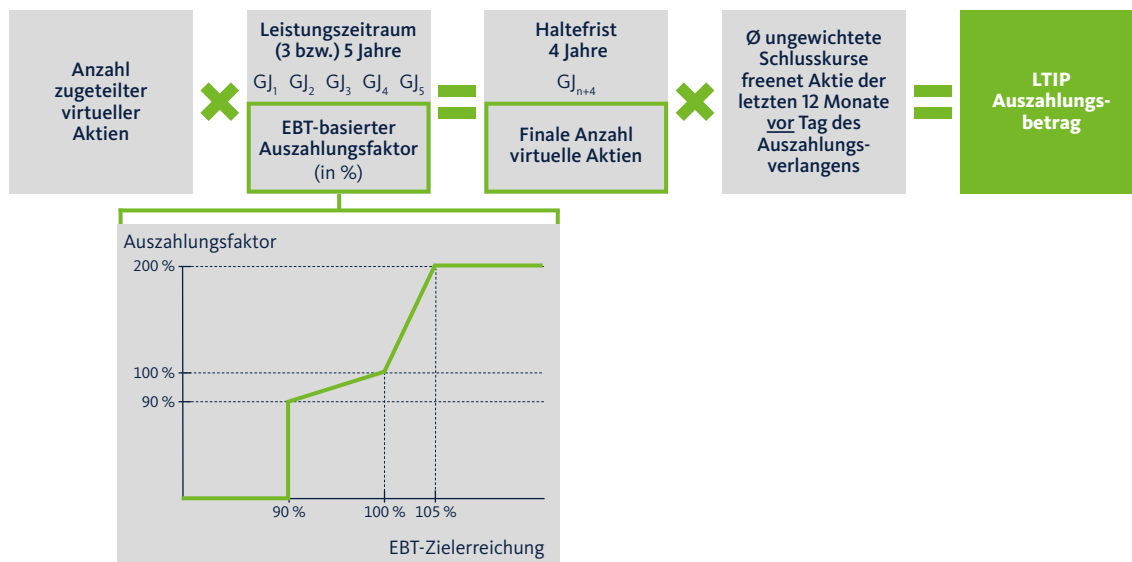 Anzahl
zugeteilter
virtueller
Aktien
Leistungszeitraum
(3 bzw.) 5 Jahre
GJ₁ GJ₂ GJ₃ GJ₄ GJ₅
EBT-basierter
Auszahlungsfaktor
(in %)
Haltefrist
4 Jahre
GJₙ₊₄
Finale Anzahl
virtuelle Aktien
Ø ungewichtete
Schlusskurse
freenet Aktie der
letzten 12 Monate
vor Tag des
Auszahlungs-
verlangens
LTIP
Auszahlungs-
betrag
Auszahlungsfaktor
200 %
100 %
90 %
90 % 100 % 105 %
EBT-Zielerreichung